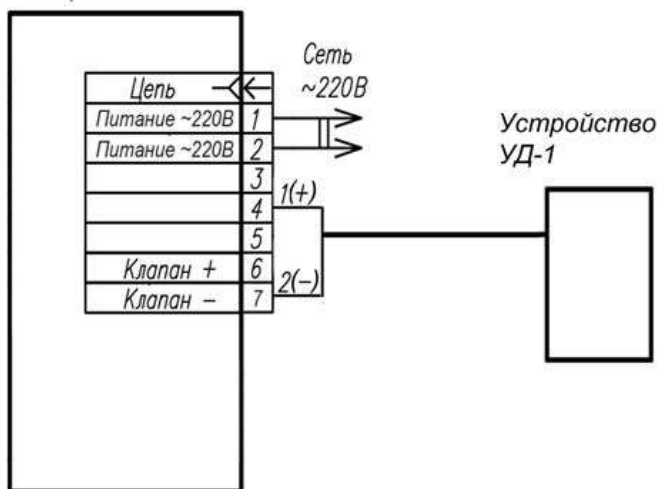 Сеть
~220В
Цепь
Питание ~220В 1
Питание ~220В 2
3
4 1(+)
5
Клапан + 6
Клапан – 7 2(–)
Устройство
УД-1